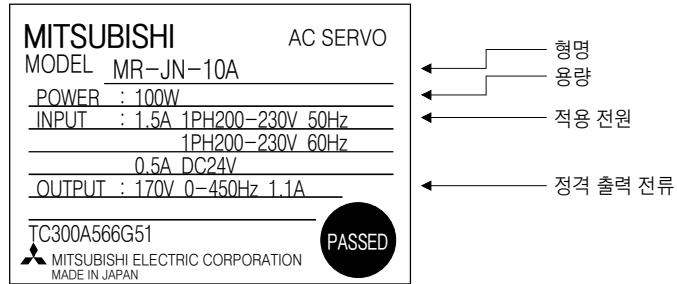 MITSUBISHI AC SERVO
MODEL MR-JN-10A
POWER : 100W
INPUT : 1.5A 1PH200-230V 50Hz
1PH200-230V 60Hz
0.5A DC24V
OUTPUT : 170V 0-450Hz 1.1A
TC300A566G51
MITSUBISHI ELECTRIC CORPORATION
MADE IN JAPAN
PASSED
형명
용량
적용 전원
정격 출력 전류